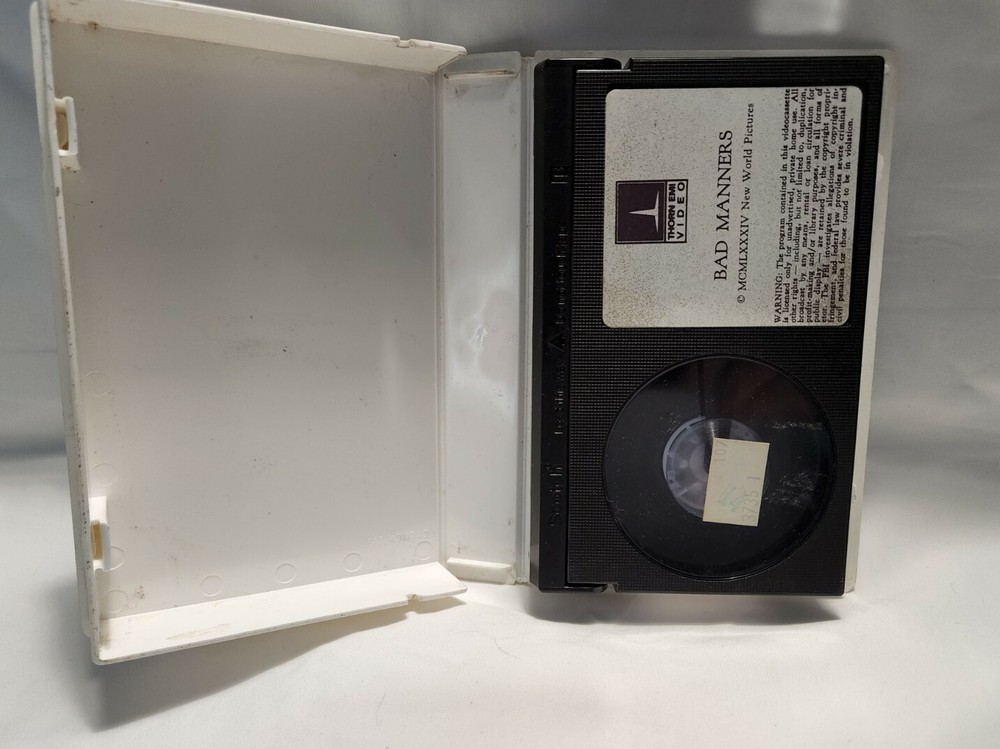 THORN EMI
VIDEO
BAD MANNERS
© MCMLXXXIV New World Pictures
WARNING: The program contained in this videocassette
is licensed only for unadvertised, private home use. All
other rights — including, but not limited to, duplication,
broadcast by any means, rental or loan circulation for
profit-making and/or library purposes, and all forms of
public display — are retained by the copyright propri-
etor. The FBI investigates allegations of copyright in-
fringement, and federal law provides severe criminal and
civil penalties for those found to be in violation.
107
3735 1